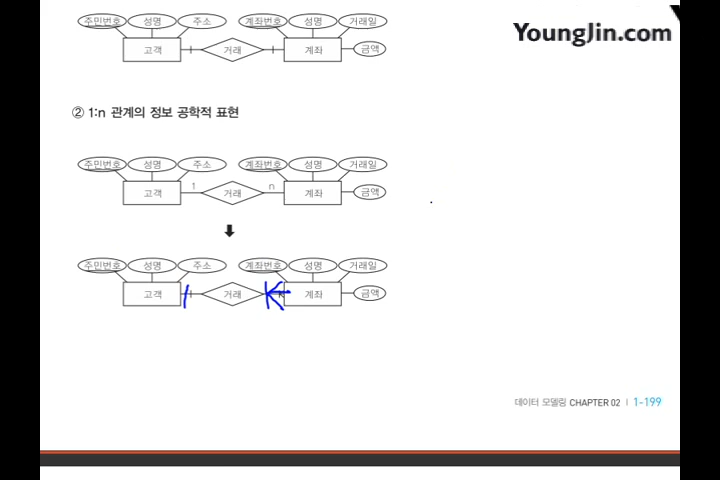 주민번호 성명 주소 계좌번호 성명 거래일
고객 거래 계좌 금액
YoungJin.com
② 1:n 관계의 정보 공학적 표현
주민번호 성명 주소 계좌번호 성명 거래일
고객 1 거래 n 계좌 금액
주민번호 성명 주소 계좌번호 성명 거래일
고객 거래 계좌 금액
데이터 모델링 CHAPTER 02 | 1-199